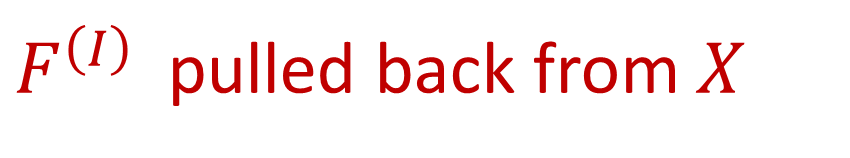 F^{(I)} pulled back from X